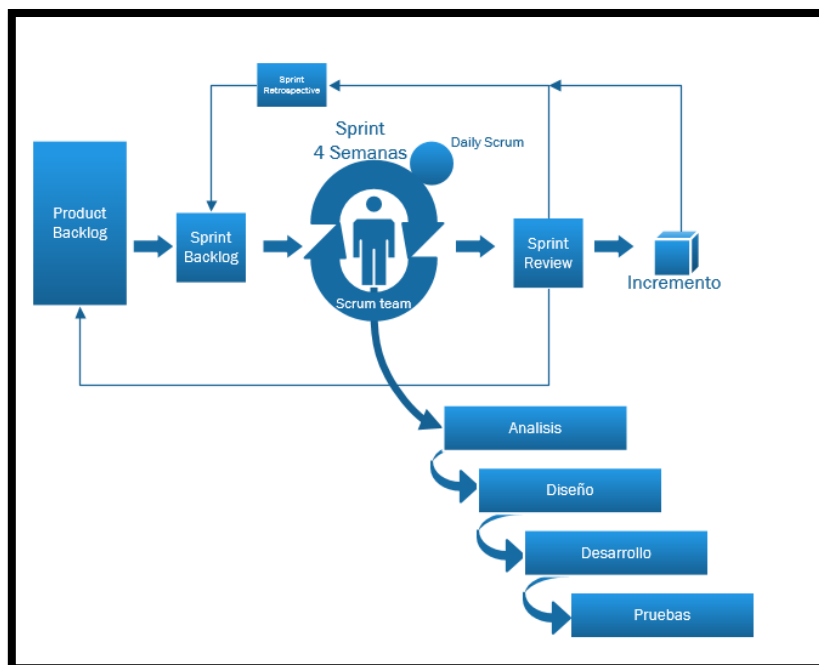 Sprint
Retrospective
Sprint
4 Semanas
Daily Scrum
Product
Backlog
Sprint
Backlog
Scrum team
Sprint
Review
Incremento
Analisis
Diseño
Desarrollo
Pruebas